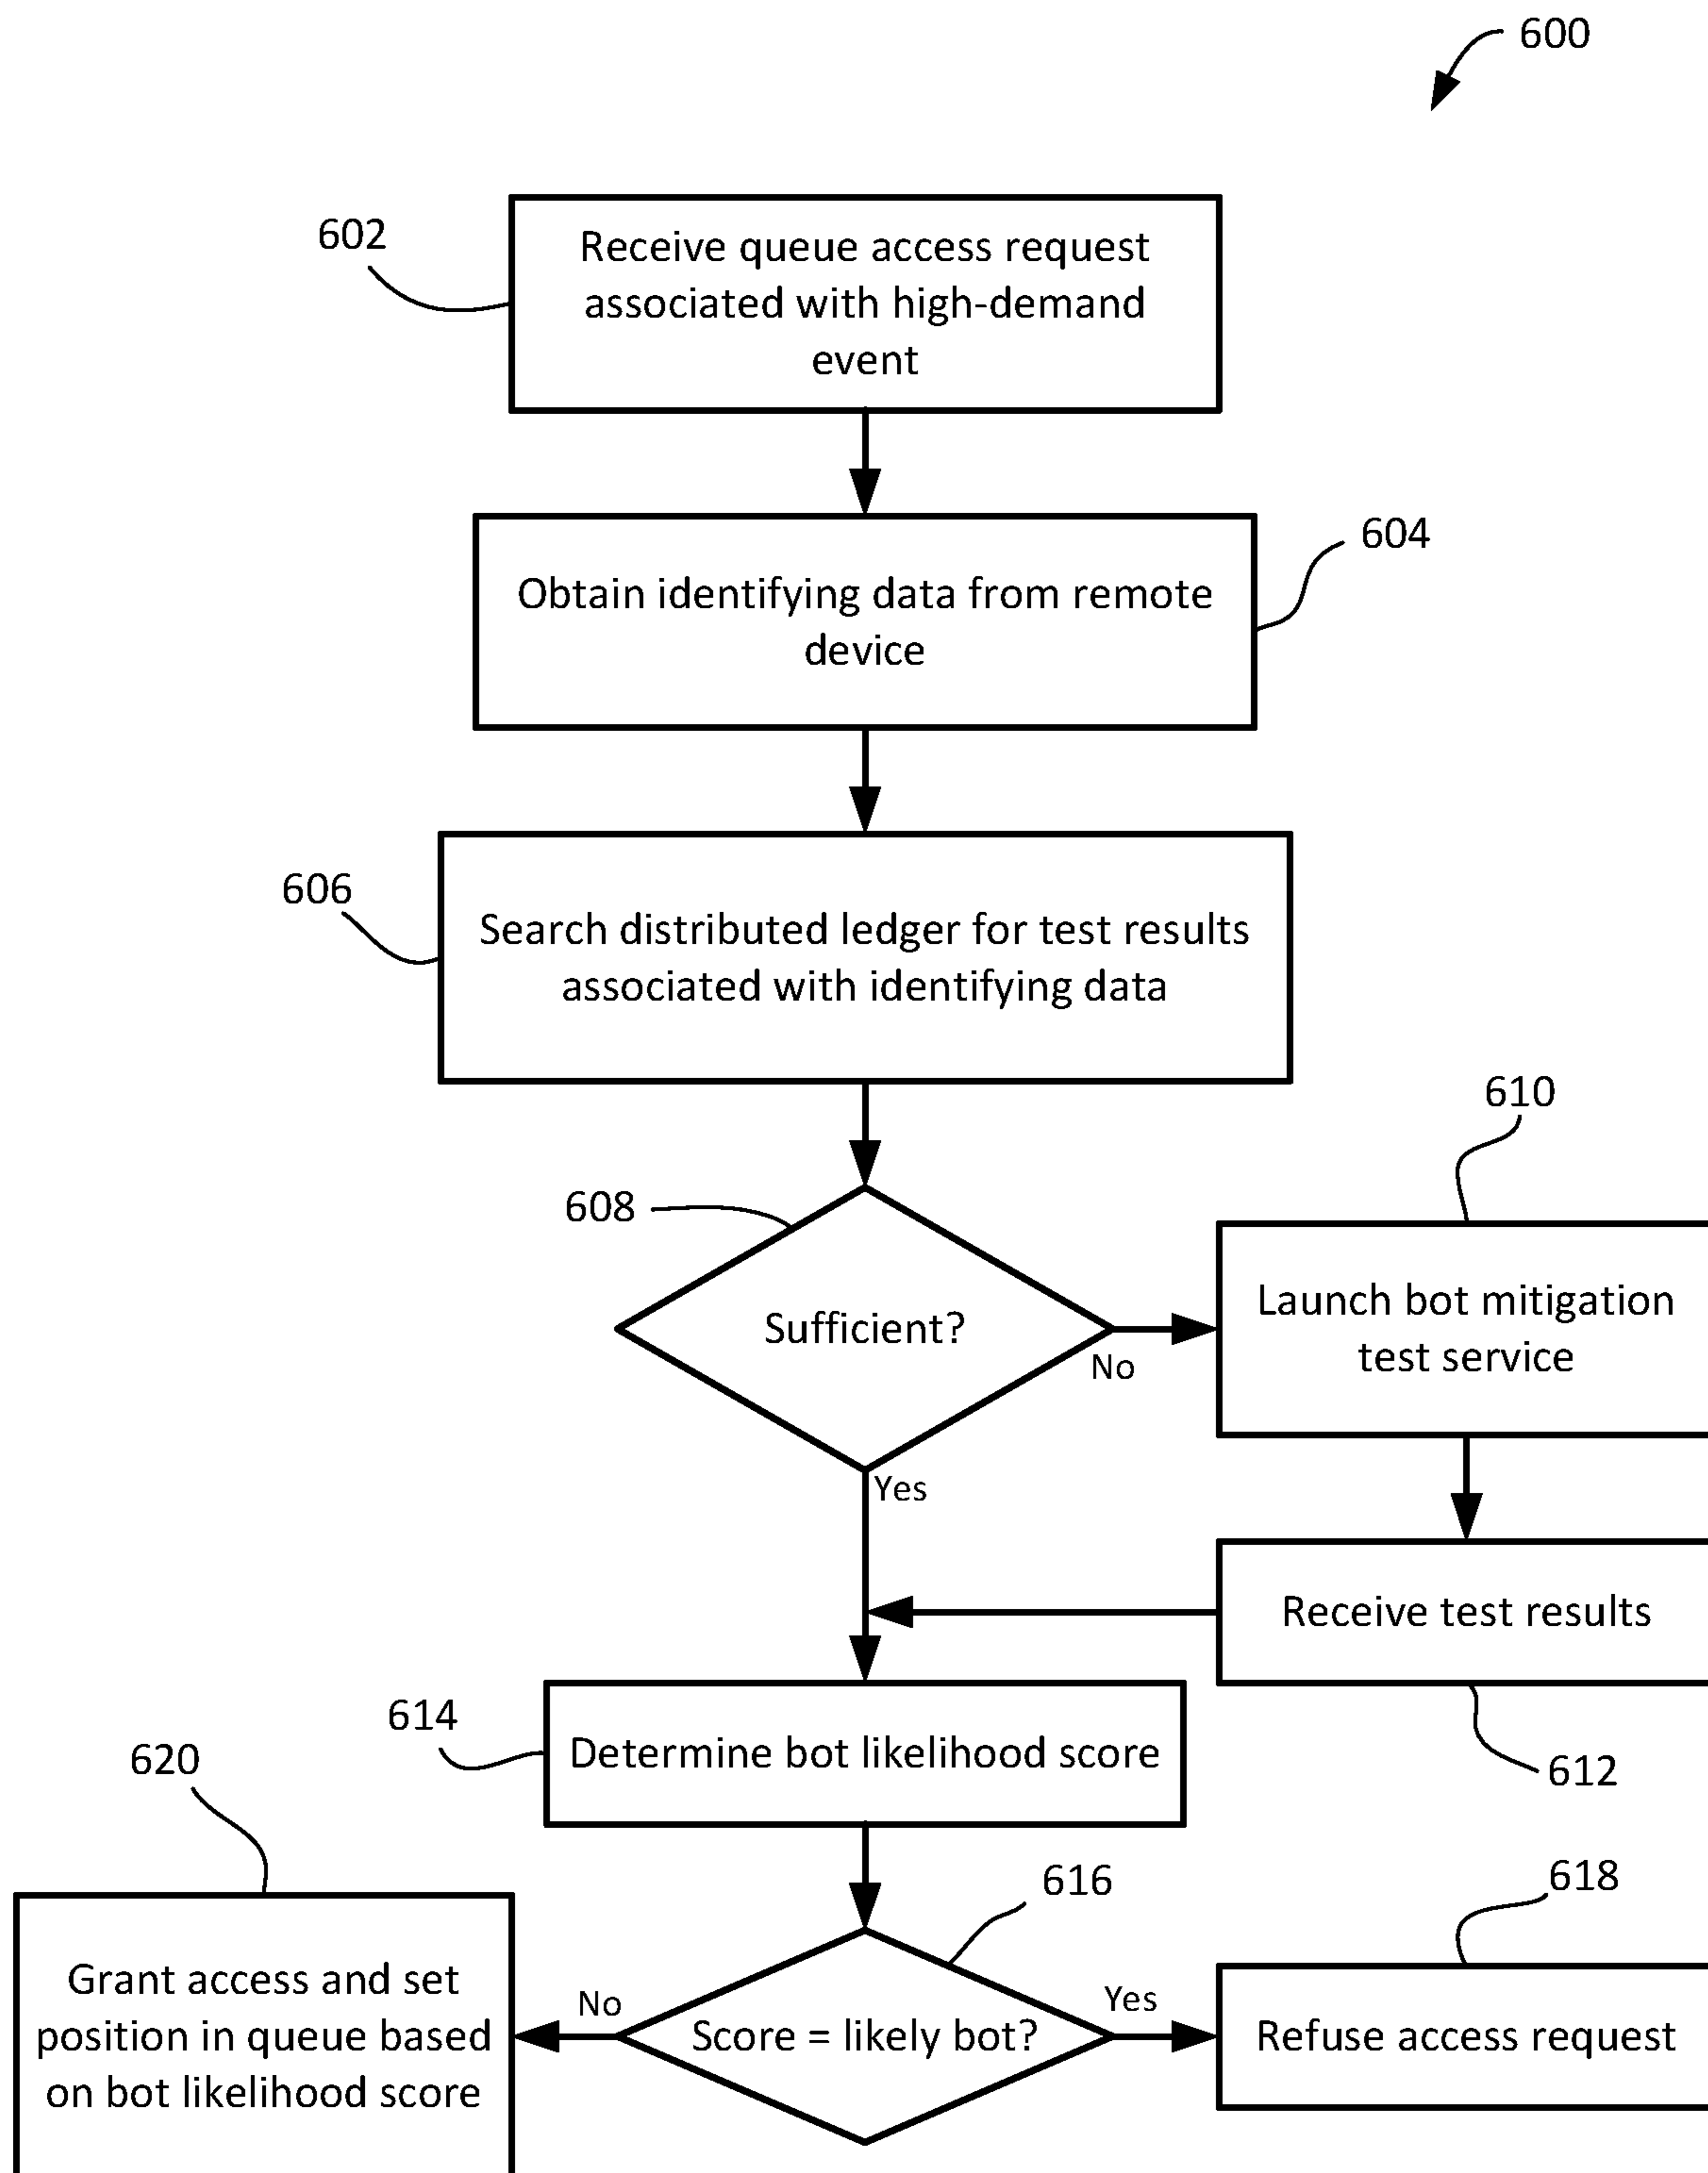 600
602
Receive queue access request
associated with high-demand
event
604
Obtain identifying data from remote
device
606
Search distributed ledger for test results
associated with identifying data
608
Sufficient?
No
Yes
610
Launch bot mitigation
test service
Receive test results
612
614
Determine bot likelihood score
616
Score = likely bot?
Yes
No
618
Refuse access request
620
Grant access and set
position in queue based
on bot likelihood score